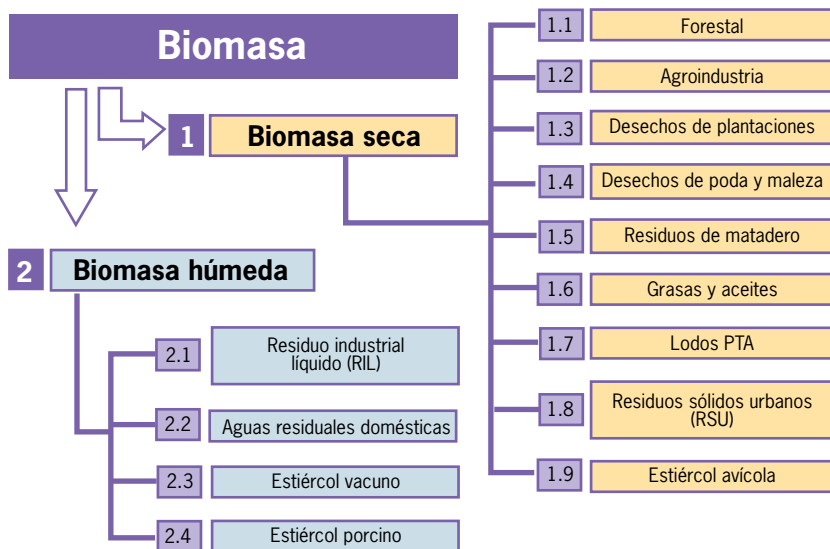 Biomasa
1 Biomasa seca
1.1 Forestal
1.2 Agroindustria
1.3 Desechos de plantaciones
1.4 Desechos de poda y maleza
1.5 Residuos de matadero
1.6 Grasas y aceites
1.7 Lodos PTA
1.8 Residuos sólidos urbanos
(RSU)
1.9 Estiércol avícola
2 Biomasa húmeda
2.1 Residuo industrial
líquido (RIL)
2.2 Aguas residuales domésticas
2.3 Estiércol vacuno
2.4 Estiércol porcino